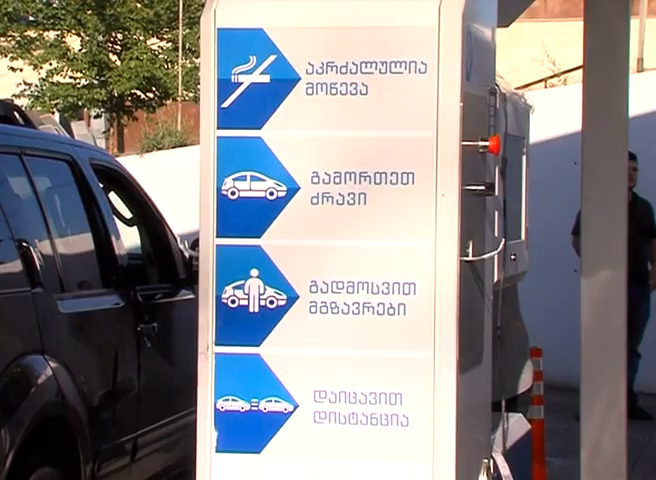 აკრძალულია
მოწევა
გამორთეთ
ძრავი
გადმოსვით
მგზავრები
დაიცავით
დისტანცია